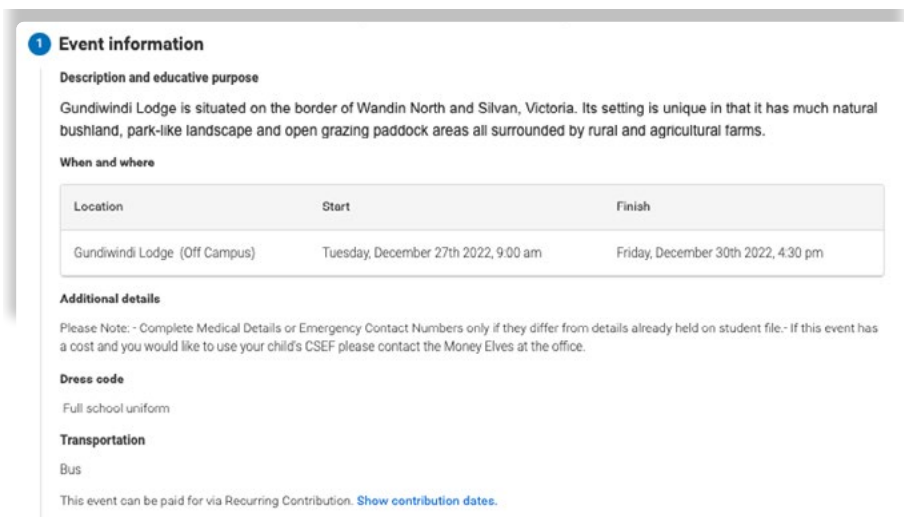 1 Event information
Description and educative purpose
Gundiwindi Lodge is situated on the border of Wandin North and Silvan, Victoria. Its setting is unique in that it has much natural
bushland, park-like landscape and open grazing paddock areas all surrounded by rural and agricultural farms.
When and where
Location Start Finish
Gundiwindi Lodge (Off Campus) Tuesday, December 27th 2022, 9:00 am Friday, December 30th 2022, 4:30 pm
Additional details
Please Note: - Complete Medical Details or Emergency Contact Numbers only if they differ from details already held on student file.- If this event has
a cost and you would like to use your child's CSEF please contact the Money Elves at the office.
Dress code
Full school uniform
Transportation
Bus
This event can be paid for via Recurring Contribution. Show contribution dates.